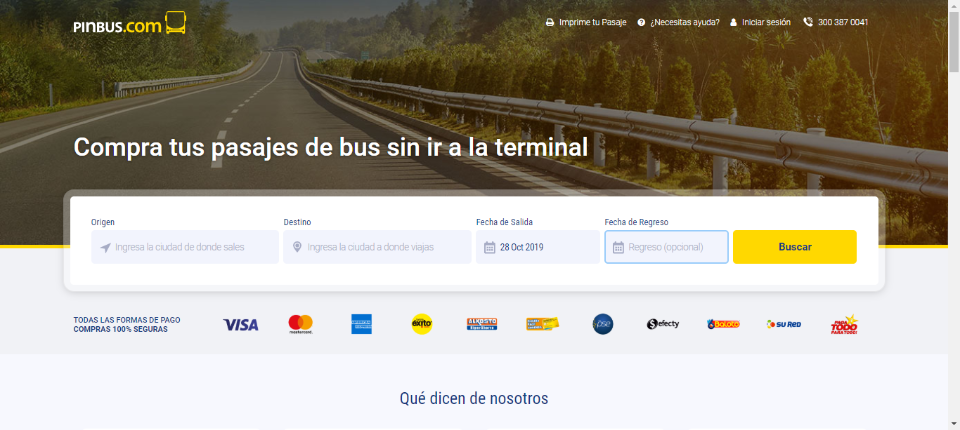 PINBUS.com
Imprime tu Pasaje
¿Necesitas ayuda?
Iniciar sesión
300 387 0041
Compra tus pasajes de bus sin ir a la terminal
Origen
Destino
Fecha de Salida
Fecha de Regreso
Ingresa la ciudad de donde sales
Ingresa la ciudad a donde viajas
28 Oct 2019
Regreso (opcional)
Buscar
TODAS LAS FORMAS DE PAGO
COMPRAS 100% SEGURAS
VISA
mastercard
éxito
pse
efecty
Baloto
SU RED
PAGA
TODO
PARA TODO
Qué dicen de nosotros